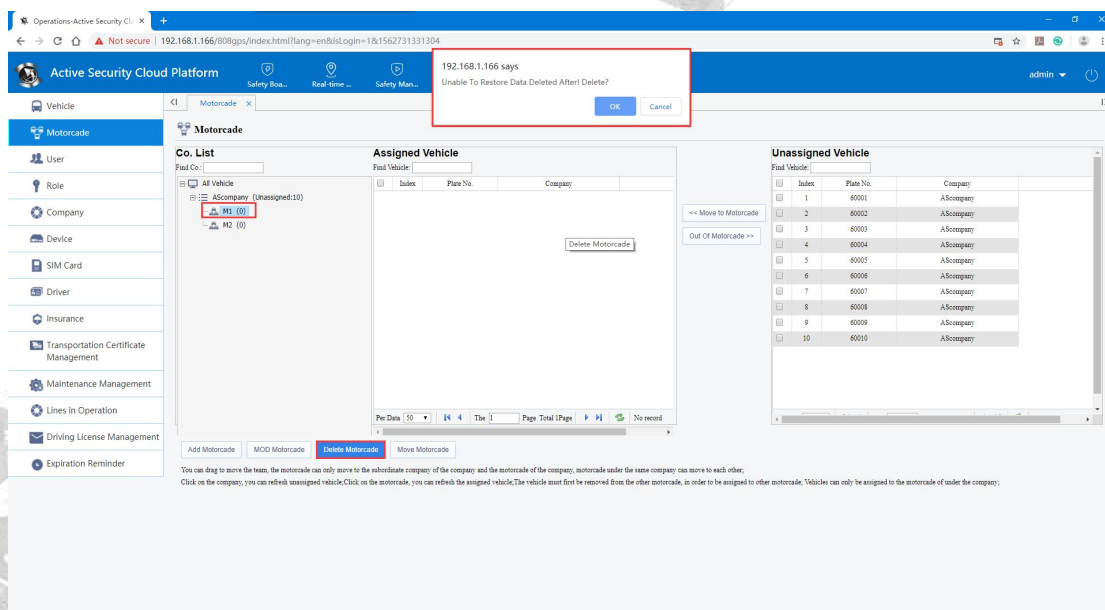 Operations-Active Security Clo
Not secure | 192.168.1.166/808gps/index.html?lang=en&isLogin=1&1562731331304
Active Security Cloud Platform
Safety Boa...
Real-time ...
Safety Man...
admin
192.168.1.166 says
Unable To Restore Data Deleted After! Delete?
OK
Cancel
Vehicle
Motorcade
User
Role
Company
Device
SIM Card
Driver
Insurance
Transportation Certificate
Management
Maintenance Management
Lines in Operation
Driving License Management
Expiration Reminder
Motorcade ×
Motorcade
Co. List
Find Co.:
All Vehicle
AScompany (Unassigned:10)
M1 (0)
M2 (0)
Assigned Vehicle
Find Vehicle:
Index Plate No. Company
Delete Motorcade
Per Data 50 The 1 Page Total 1Page No record
<< Move to Motorcade
Out Of Motorcade >>
Unassigned Vehicle
Find Vehicle:
Index Plate No. Company
1 60001 AScompany
2 60002 AScompany
3 60003 AScompany
4 60004 AScompany
5 60005 AScompany
6 60006 AScompany
7 60007 AScompany
8 60008 AScompany
9 60009 AScompany
10 60010 AScompany
Add Motorcade MOD Motorcade Delete Motorcade Move Motorcade
You can drag to move the team, the motorcade can only move to the subordinate company of the company and the motorcade of the company, motorcade under the same company can move to each other;
Click on the company, you can refresh unassigned vehicle;Click on the motorcade, you can refresh the assigned vehicle;The vehicle must first be removed from the other motorcade, in order to be assigned to other motorcade; Vehicles can only be assigned to the motorcade of under the company;